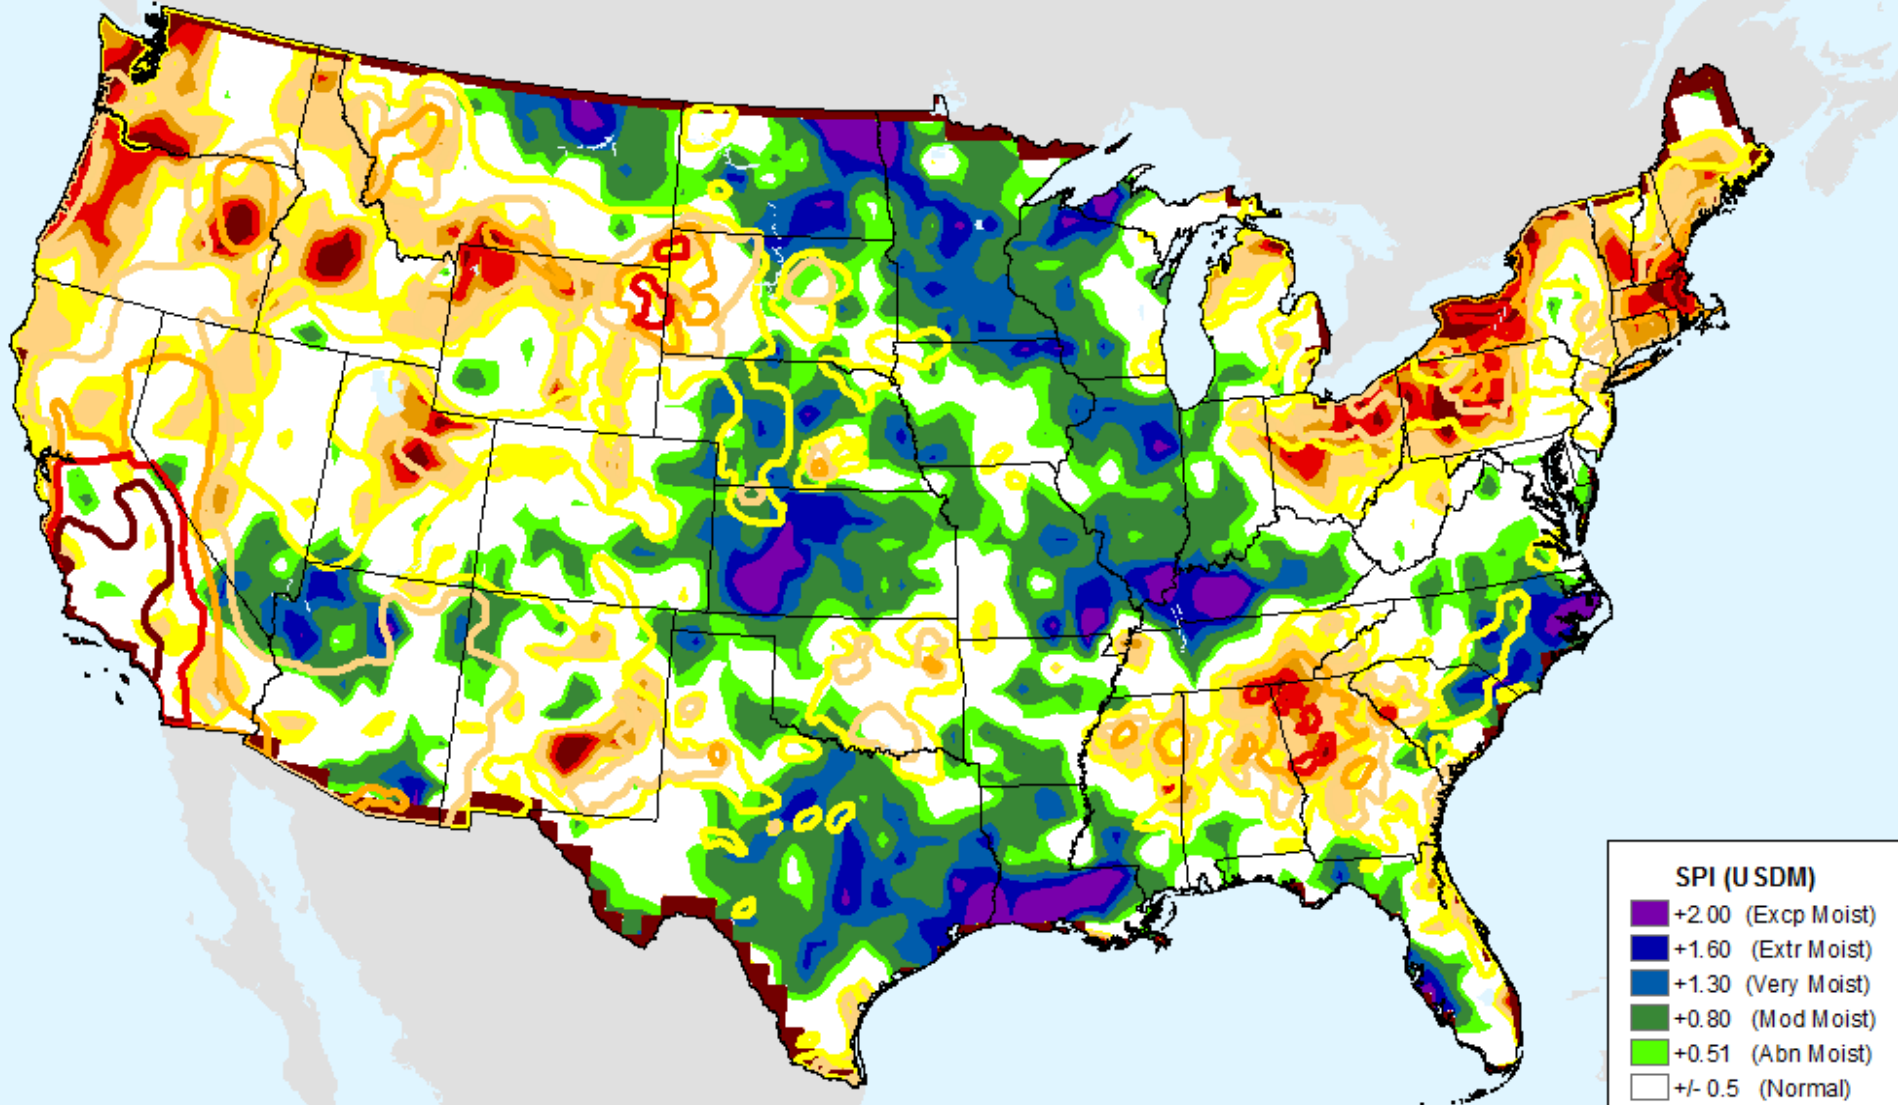 SPI (USDM)
+2.00 (Excp Moist)
+1.60 (Extr Moist)
+1.30 (Very Moist)
+0.80 (Mod Moist)
+0.51 (Abn Moist)
+/- 0.5 (Normal)